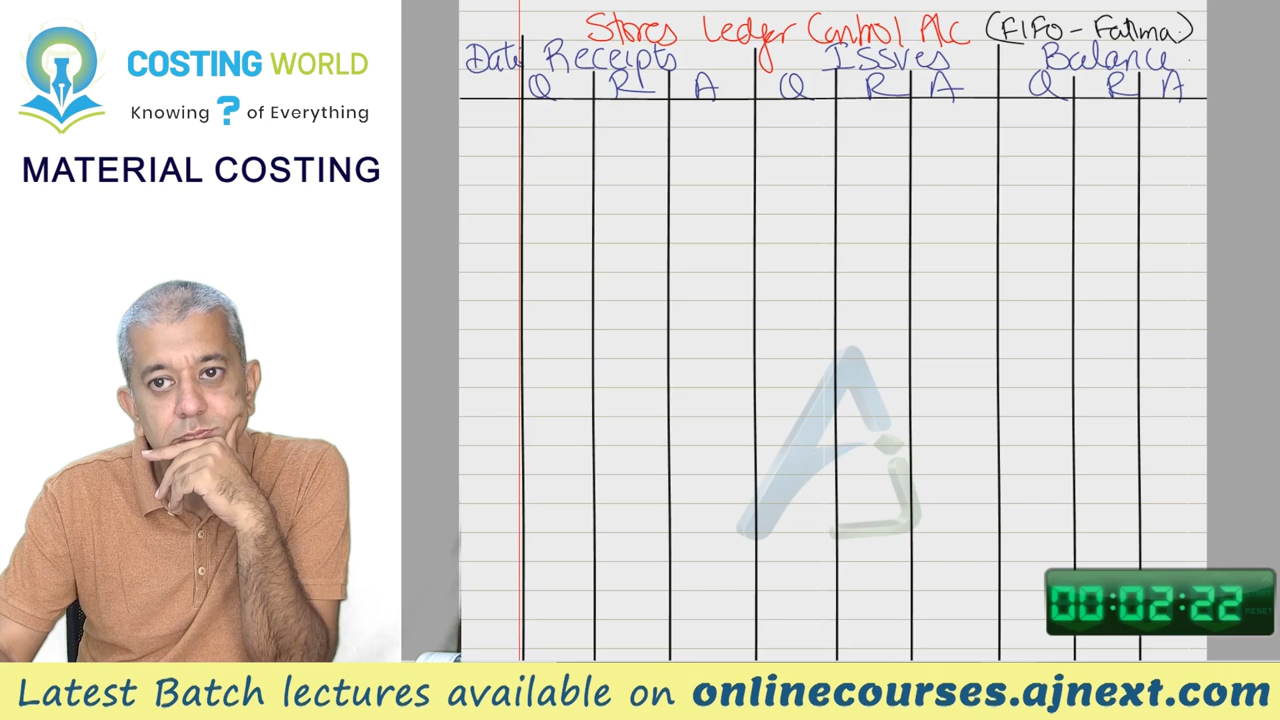 COSTING WORLD
Knowing ? of Everything
MATERIAL COSTING
Stores Ledger Control A/c (FIFO - Fatima)
Date Receipts Issues Balance
Q R A Q R A Q R A
00:02:22
RESET
Latest Batch lectures available on onlinecourses.ajnext.com